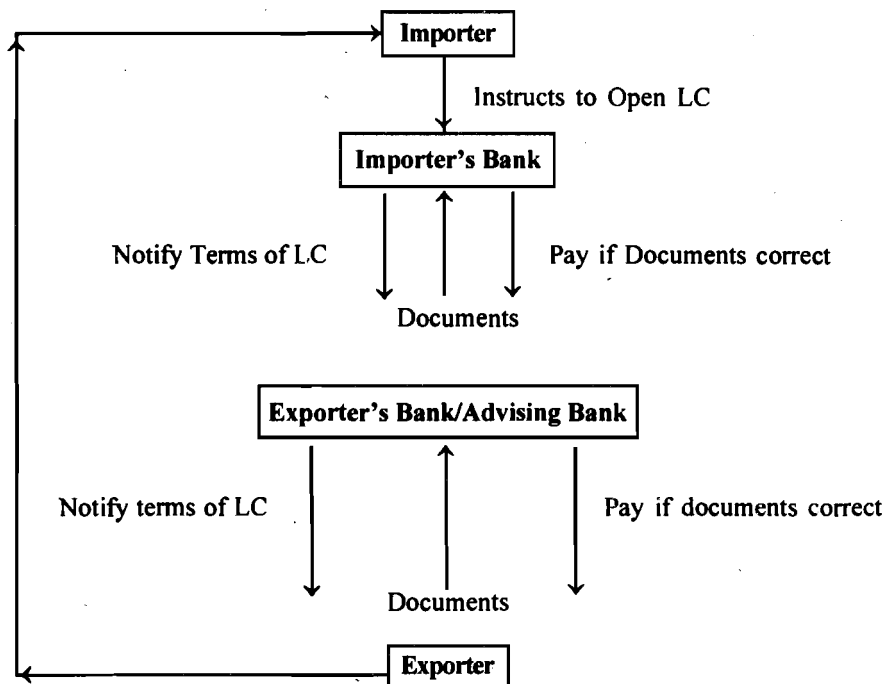 Importer
Instructs to Open LC
Importer's Bank
Notify Terms of LC
Pay if Documents correct
Documents
Exporter's Bank/Advising Bank
Notify terms of LC
Pay if documents correct
Documents
Exporter